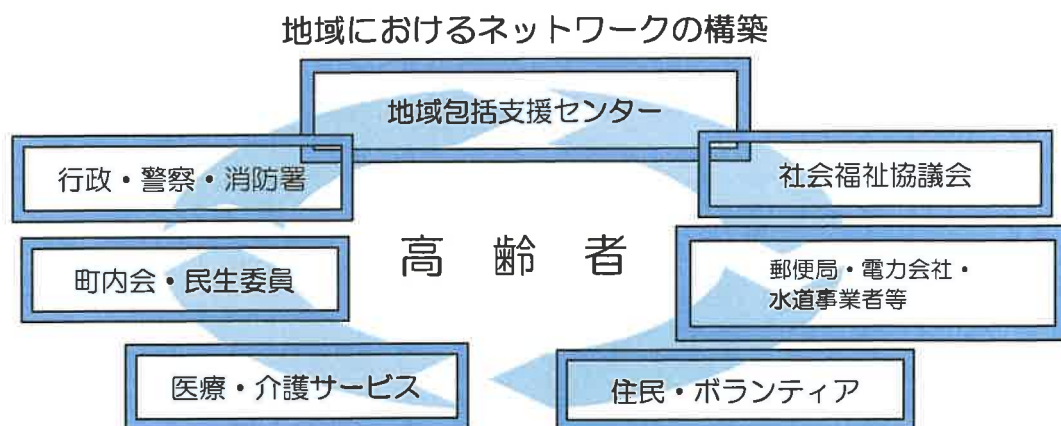 地域におけるネットワークの構築
地域包括支援センター
行政・警察・消防署
社会福祉協議会
高齢者
町内会・民生委員
郵便局・電力会社・
水道事業者等
医療・介護サービス
住民・ボランティア